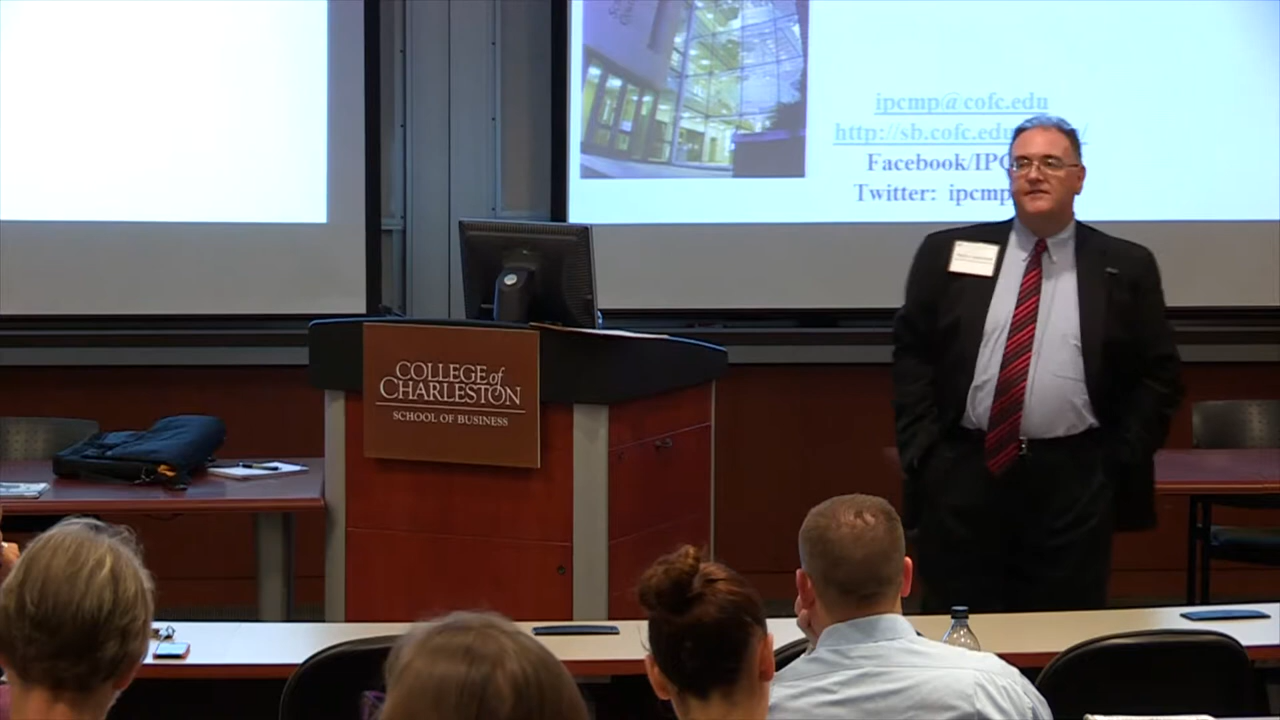 ipcmp@cofc.edu
http://sb.cofc.edu
Facebook/IPC
Twitter: ipcmp
COLLEGE of
CHARLESTON
SCHOOL OF BUSINESS